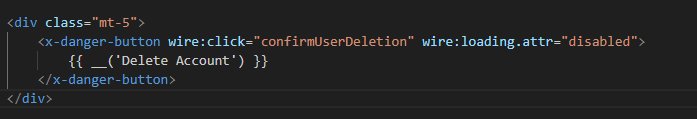 <div class="mt-5">
    <x-danger-button wire:click="confirmUserDeletion" wire:loading.attr="disabled">
        {{ __('Delete Account') }}
    </x-danger-button>
</div>